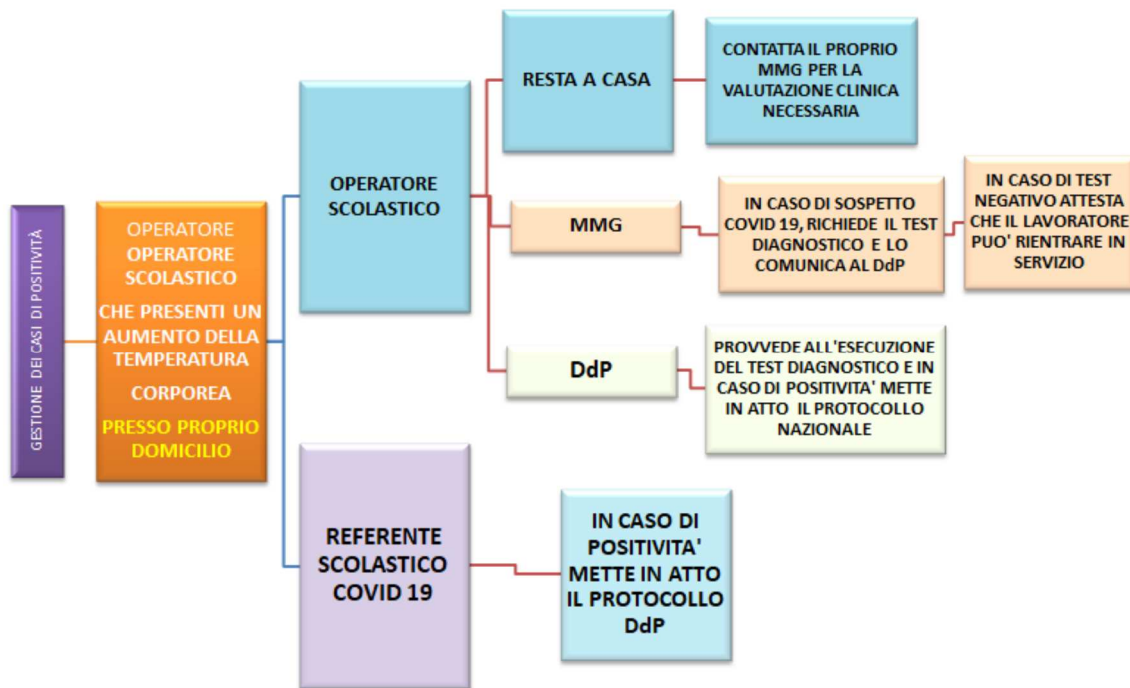 GESTIONE DEI CASI DI POSITIVITÀ
OPERATORE
OPERATORE
SCOLASTICO
CHE PRESENTI UN
AUMENTO DELLA
TEMPERATURA
CORPOREA
PRESSO PROPRIO
DOMICILIO
OPERATORE
SCOLASTICO
RESTA A CASA
CONTATTA IL PROPRIO
MMG PER LA
VALUTAZIONE CLINICA
NECESSARIA
MMG
IN CASO DI SOSPETTO
COVID 19, RICHIEDE IL TEST
DIAGNOSTICO E LO
COMUNICA AL DdP
IN CASO DI TEST
NEGATIVO ATTESTA
CHE IL LAVORATORE
PUO' RIENTRARE IN
SERVIZIO
DdP
PROVVEDE ALL'ESECUZIONE
DEL TEST DIAGNOSTICO E IN
CASO DI POSITIVITA' METTE
IN ATTO IL PROTOCOLLO
NAZIONALE
REFERENTE
SCOLASTICO
COVID 19
IN CASO DI
POSITIVITA'
METTE IN ATTO
IL PROTOCOLLO
DdP